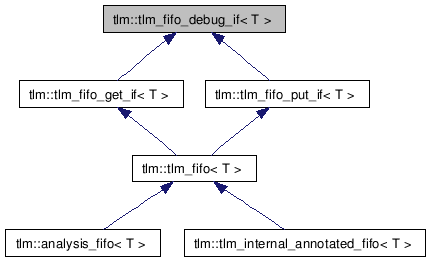 tlm::tlm_fifo_debug_if< T >
tlm::tlm_fifo_get_if< T >
tlm::tlm_fifo_put_if< T >
tlm::tlm_fifo< T >
tlm::analysis_fifo< T >
tlm::tlm_internal_annotated_fifo< T >